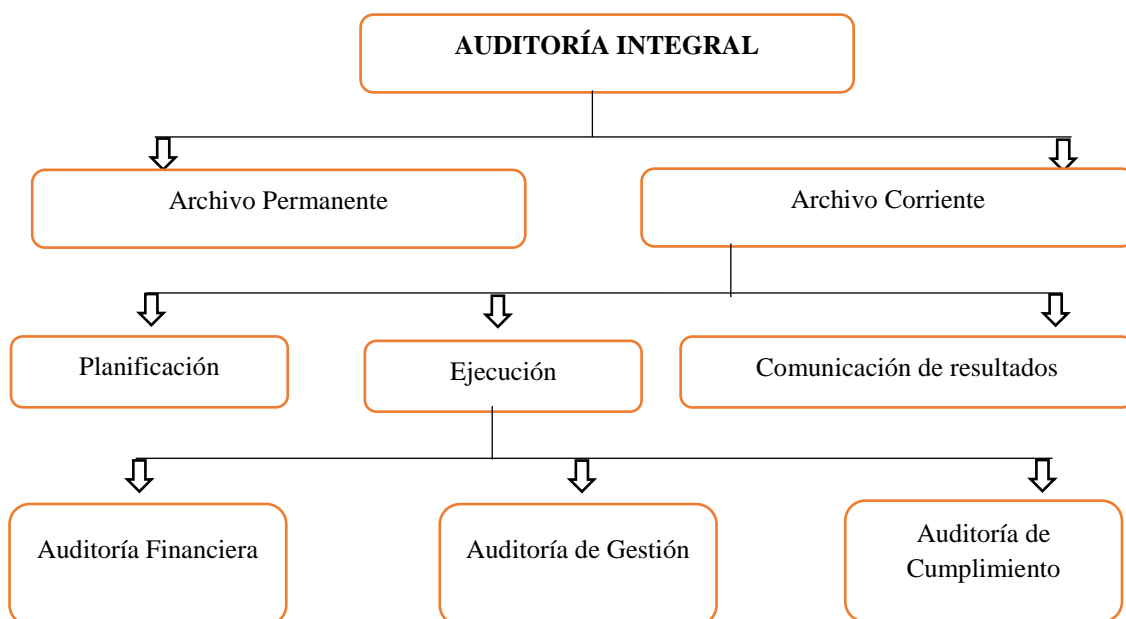 AUDITORÍA INTEGRAL
Archivo Permanente
Archivo Corriente
Planificación
Ejecución
Comunicación de resultados
Auditoría Financiera
Auditoría de Gestión
Auditoría de
Cumplimiento